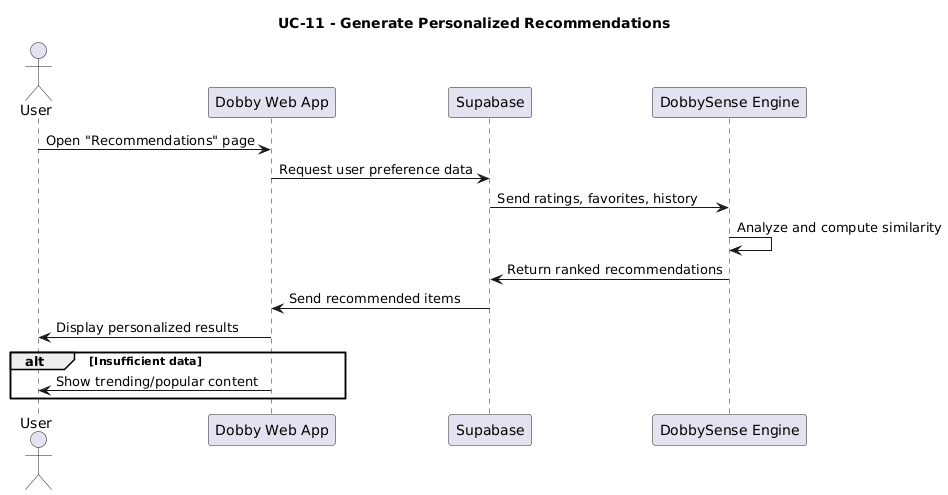 UC-11 - Generate Personalized Recommendations
User
Dobby Web App
Supabase
DobbySense Engine
Open "Recommendations" page
Request user preference data
Send ratings, favorites, history
Analyze and compute similarity
Return ranked recommendations
Send recommended items
Display personalized results
alt
[Insufficient data]
Show trending/popular content
User
Dobby Web App
Supabase
DobbySense Engine